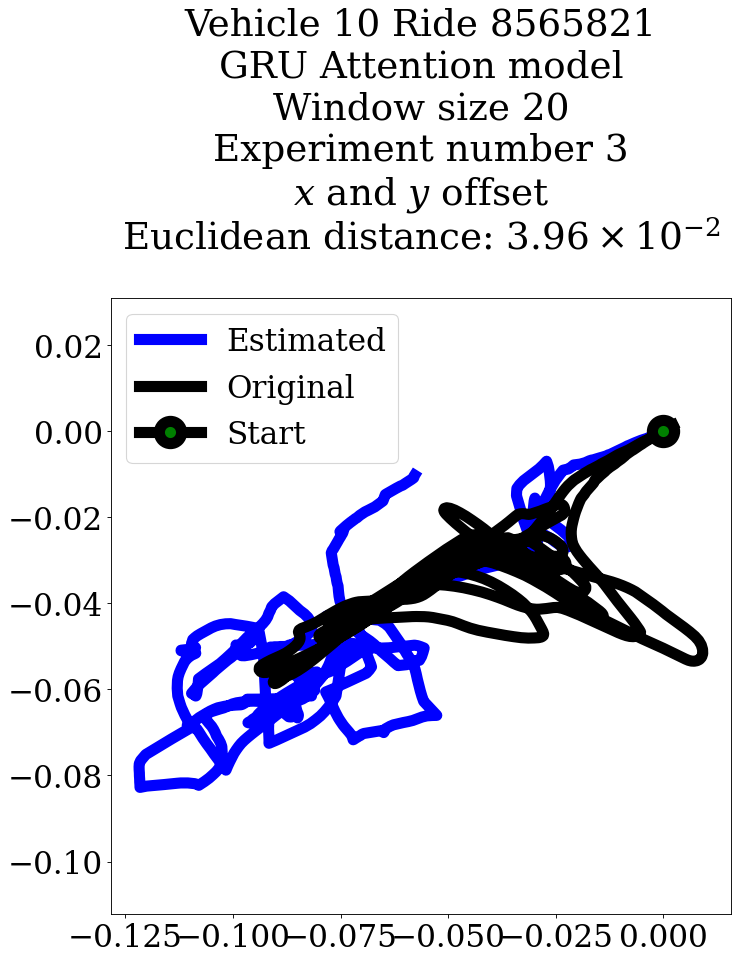 Vehicle 10 Ride 8565821
GRU Attention model
Window size 20
Experiment number 3
x and y offset
Euclidean distance: 3.96 × 10⁻²
Estimated
Original
Start
0.02
0.00
−0.02
−0.04
−0.06
−0.08
−0.10
−0.125 −0.100 −0.075 −0.050 −0.025 0.000